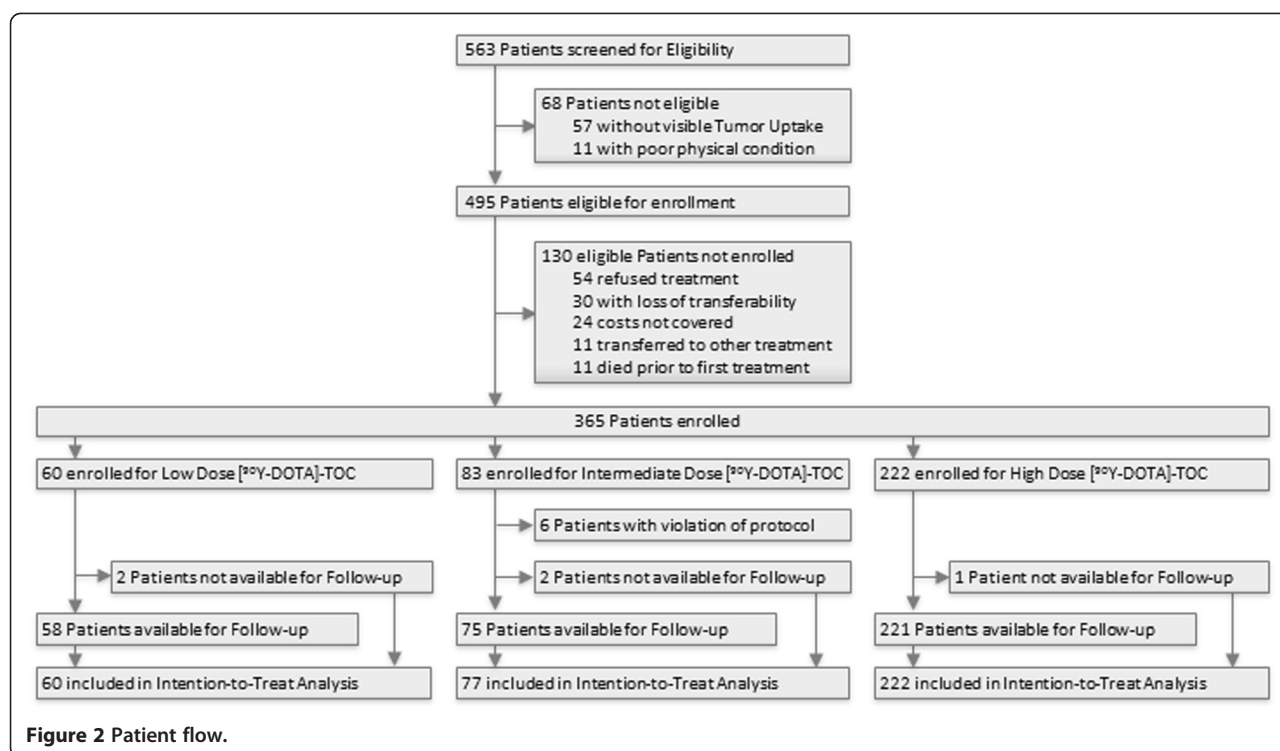 563 Patients screened for Eligibility
68 Patients not eligible
57 without visible Tumor Uptake
11 with poor physical condition
495 Patients eligible for enrollment
130 eligible Patients not enrolled
54 refused treatment
30 with loss of transferability
24 costs not covered
11 transferred to other treatment
11 died prior to first treatment
365 Patients enrolled
60 enrolled for Low Dose [⁹⁰Y-DOTA]-TOC
83 enrolled for Intermediate Dose [⁹⁰Y-DOTA]-TOC
222 enrolled for High Dose [⁹⁰Y-DOTA]-TOC
6 Patients with violation of protocol
2 Patients not available for Follow-up
2 Patients not available for Follow-up
1 Patient not available for Follow-up
58 Patients available for Follow-up
75 Patients available for Follow-up
221 Patients available for Follow-up
60 included in Intention-to-Treat Analysis
77 included in Intention-to-Treat Analysis
222 included in Intention-to-Treat Analysis
Figure 2 Patient flow.